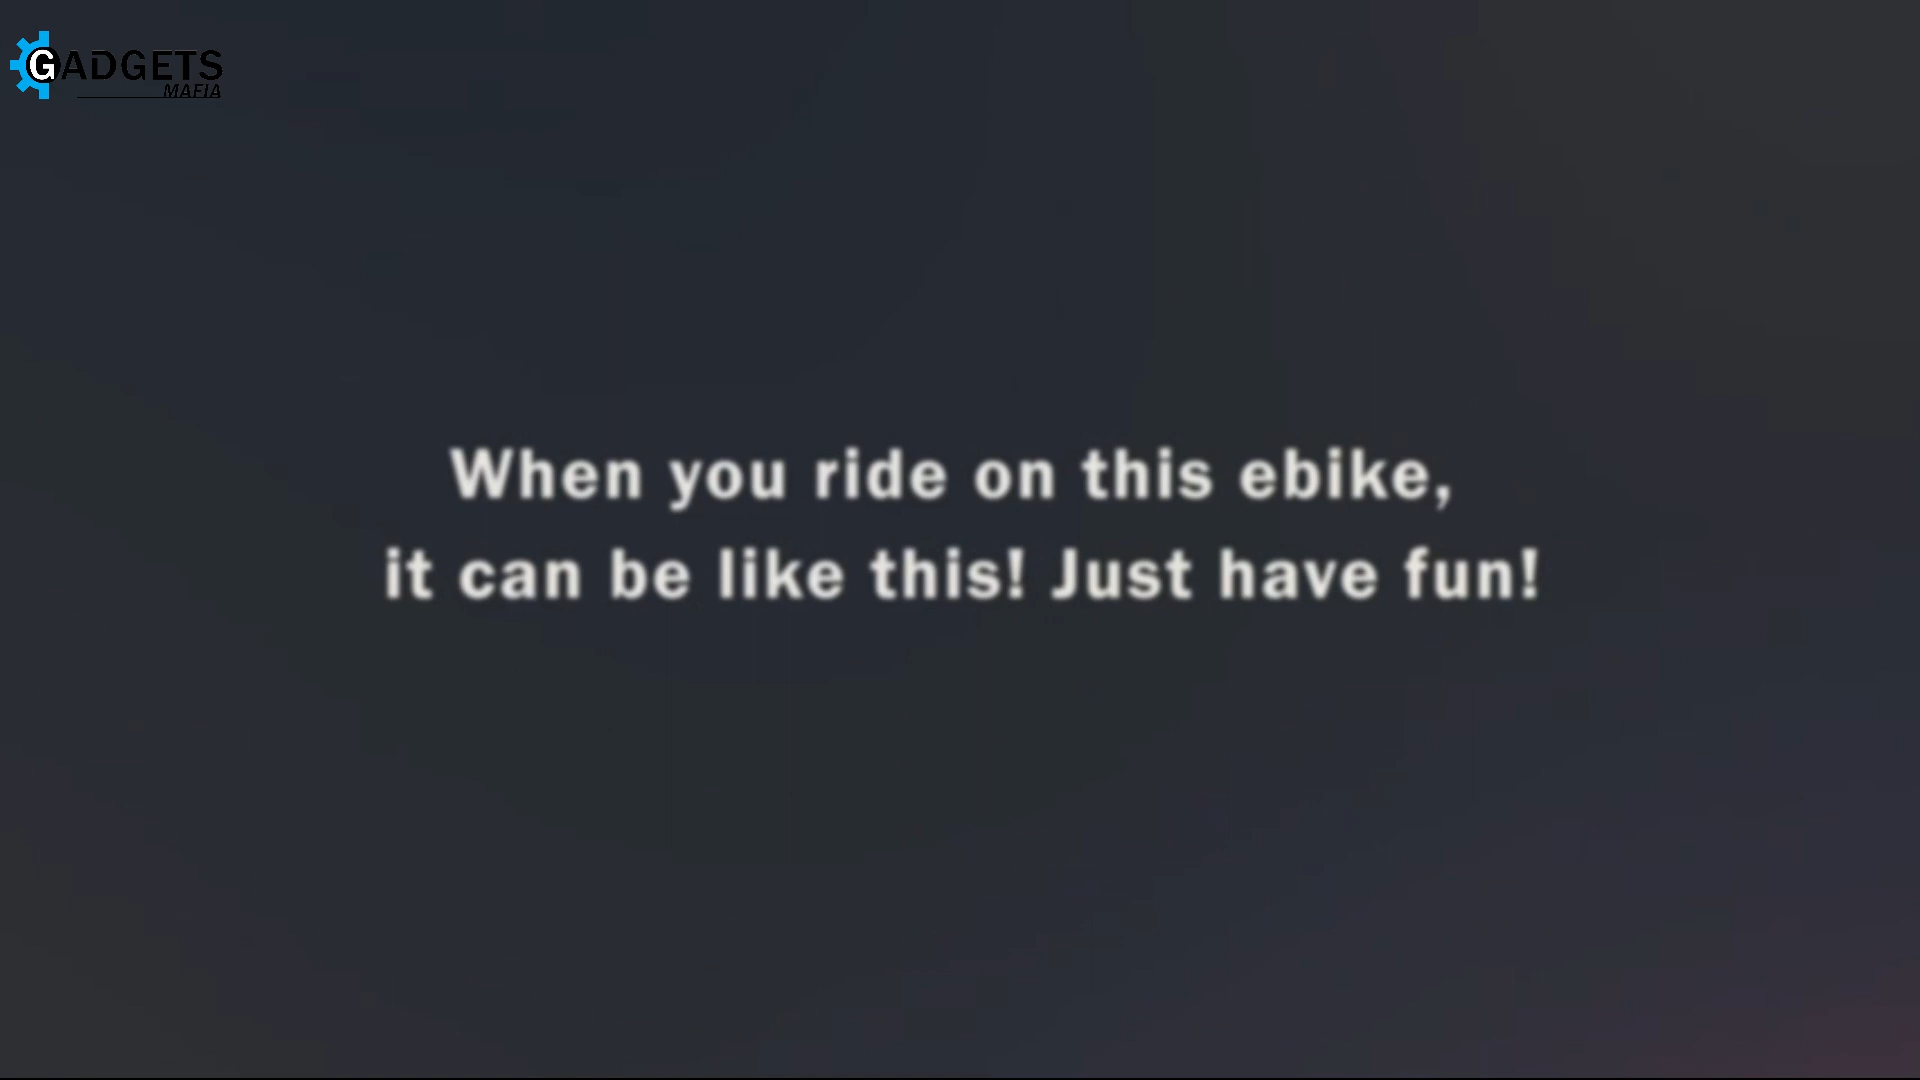 GADGETS
MAFIA
When you ride on this ebike,
it can be like this! Just have fun!